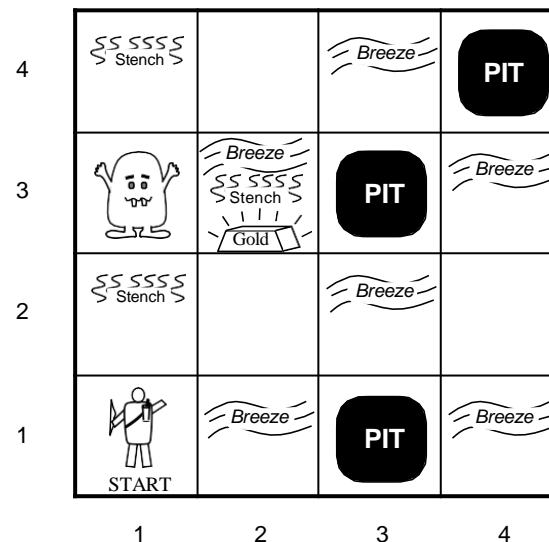 4
Stench
Breeze
PIT
3
Breeze
Stench
Gold
PIT
Breeze
2
Stench
Breeze
1
START
Breeze
PIT
Breeze
1 2 3 4